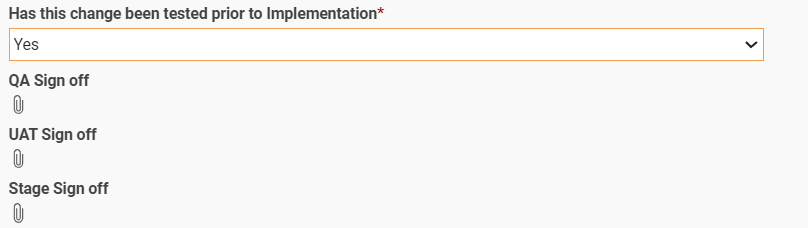 Has this change been tested prior to Implementation*
Yes
QA Sign off
UAT Sign off
Stage Sign off